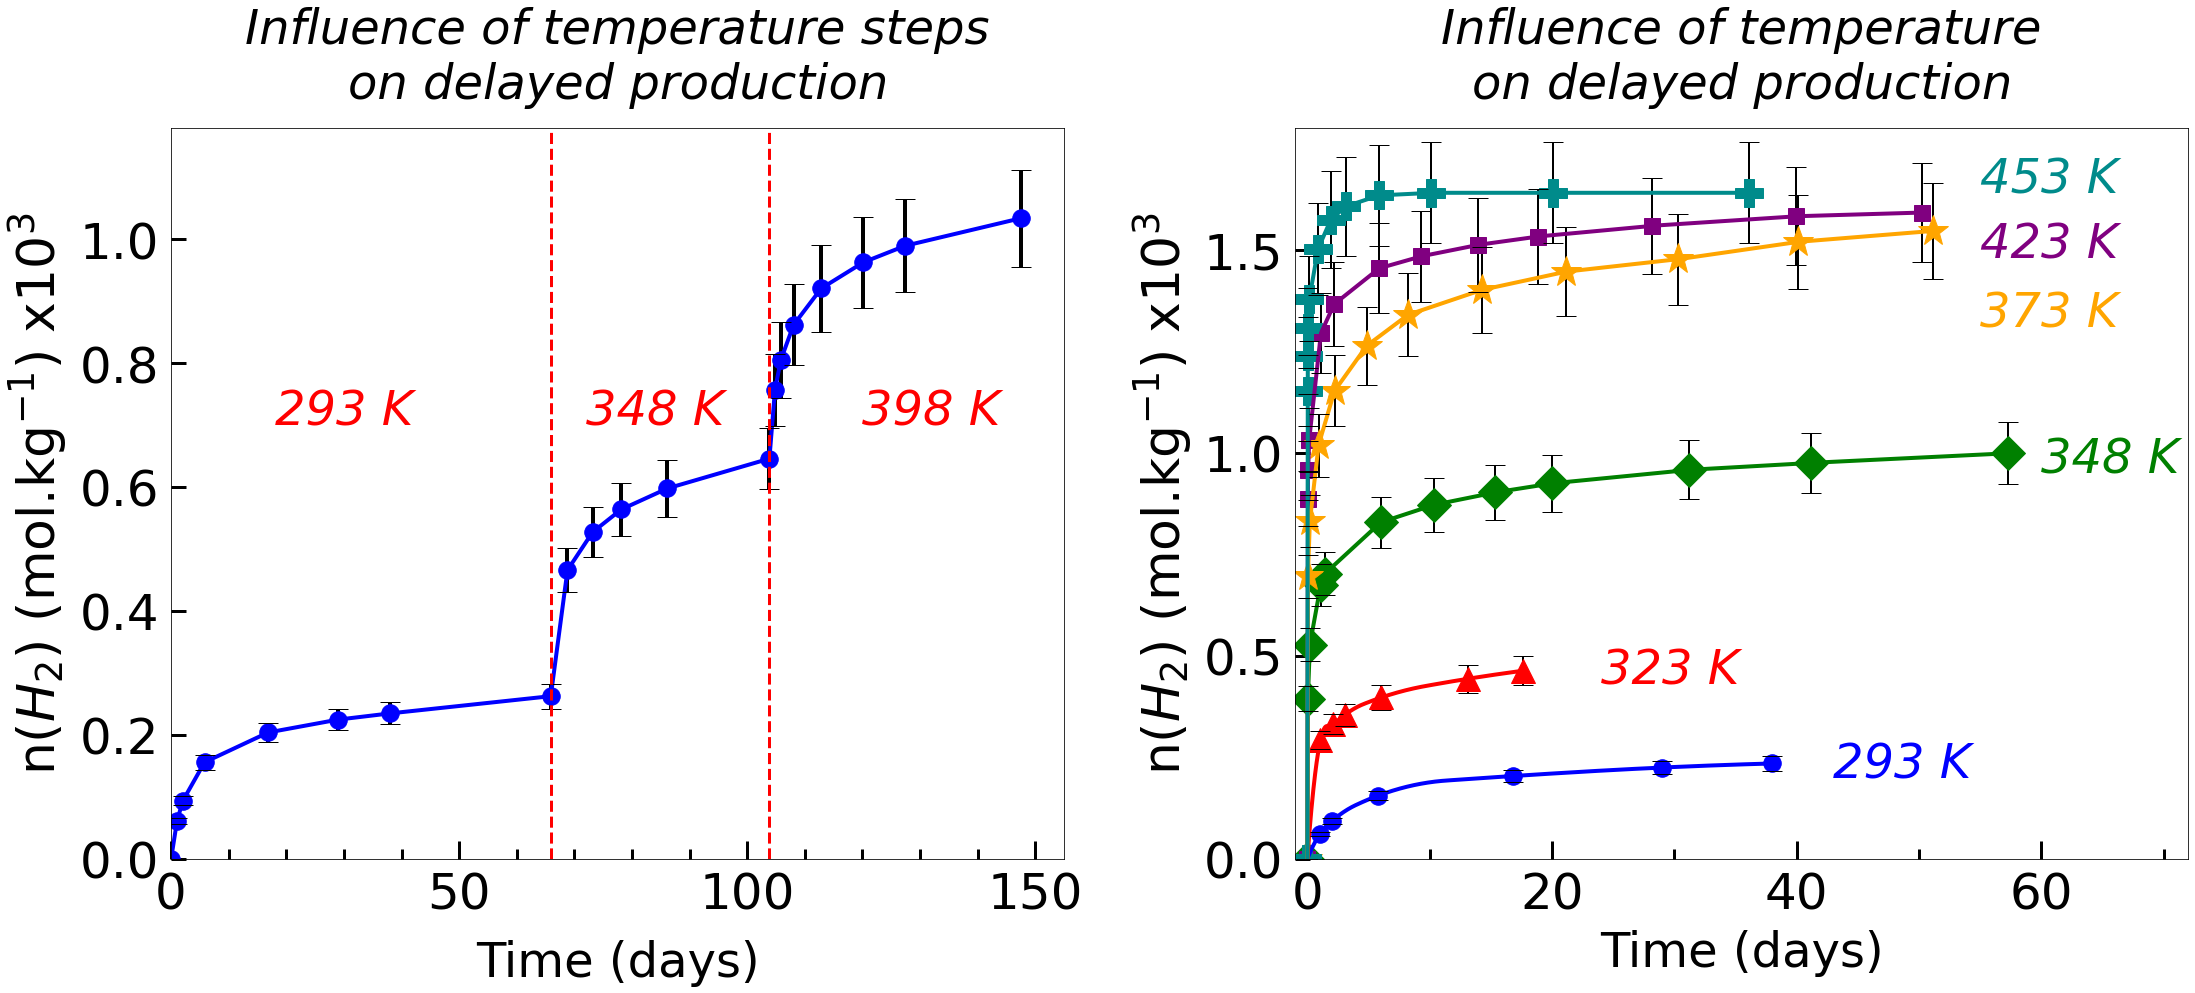 Influence of temperature steps
on delayed production
n(H₂) (mol.kg⁻¹) x10³
1.0
0.8
0.6
0.4
0.2
0.0
293 K
348 K
398 K
0
50
100
150
Time (days)
Influence of temperature
on delayed production
n(H₂) (mol.kg⁻¹) x10³
1.5
1.0
0.5
0.0
453 K
423 K
373 K
348 K
323 K
293 K
0
20
40
60
Time (days)